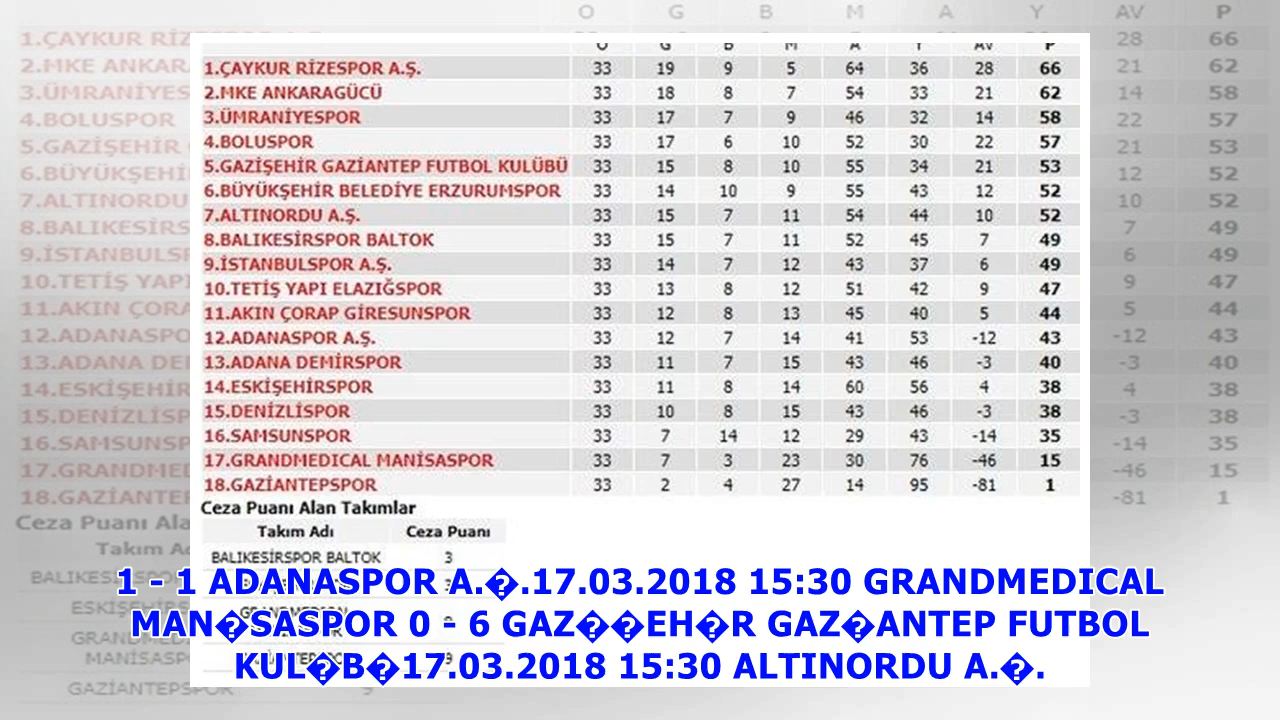 O G B M A Y AV P
1.ÇAYKUR RİZESPOR A.Ş. 33 19 9 5 64 36 28 66
2.MKE ANKARAGÜCÜ 33 18 8 7 54 33 21 62
3.ÜMRANİYESPOR 33 17 7 9 46 32 14 58
4.BOLUSPOR 33 17 6 10 52 30 22 57
5.GAZİŞEHİR GAZİANTEP FUTBOL KULÜBÜ 33 15 8 10 55 34 21 53
6.BÜYÜKŞEHİR BELEDİYE ERZURUMSPOR 33 14 10 9 55 43 12 52
7.ALTINORDU A.Ş. 33 15 7 11 54 44 10 52
8.BALIKESİRSPOR BALTOK 33 15 7 11 52 45 7 49
9.İSTANBULSPOR A.Ş. 33 14 7 12 43 37 6 49
10.TETİŞ YAPI ELAZIĞSPOR 33 13 8 12 51 42 9 47
11.AKIN ÇORAP GİRESUNSPOR 33 12 8 13 45 40 5 44
12.ADANASPOR A.Ş. 33 12 7 14 41 53 -12 43
13.ADANA DEMİRSPOR 33 11 7 15 43 46 -3 40
14.ESKİŞEHİRSPOR 33 11 8 14 60 56 4 38
15.DENİZLİSPOR 33 10 8 15 43 46 -3 38
16.SAMSUNSPOR 33 7 14 12 29 43 -14 35
17.GRANDMEDICAL MANİSASPOR 33 7 3 23 30 76 -46 15
18.GAZİANTEPSPOR 33 2 4 27 14 95 -81 1
Ceza Puanı Alan Takımlar
Takım Adı Ceza Puanı
BALIKESİRSPOR BALTOK 3
1 - 1 ADANASPOR A.�.17.03.2018 15:30 GRANDMEDICAL
MAN�SASPOR 0 - 6 GAZ��EH�R GAZ�ANTEP FUTBOL
KUL�B�17.03.2018 15:30 ALTINORDU A.�.